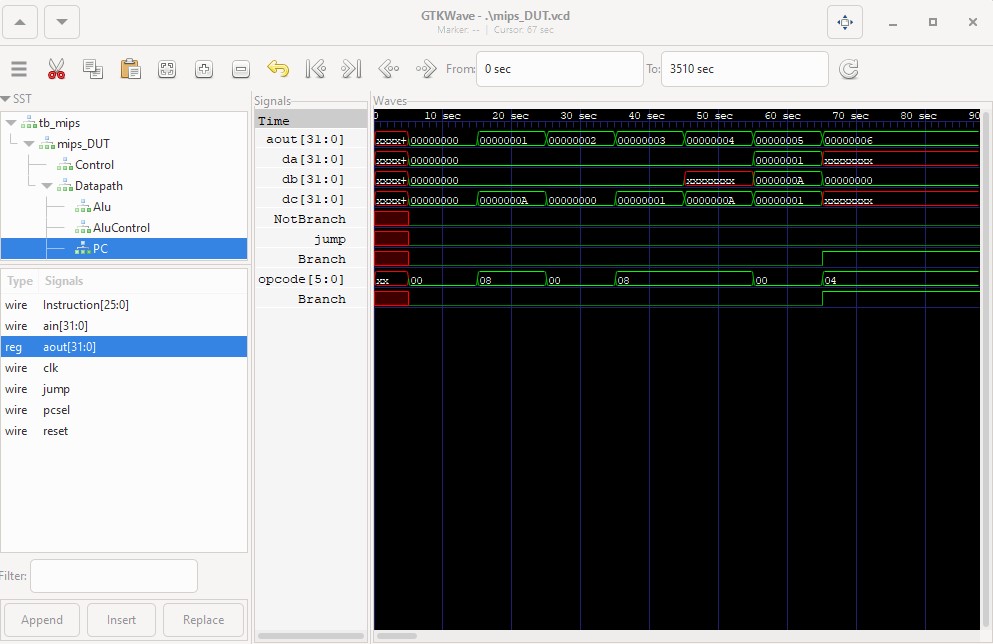 GTKWave - .\mips_DUT.vcd
Marker: -- | Cursor: 67 sec
From: 0 sec To: 3510 sec
SST
tb_mips
mips_DUT
Control
Datapath
Alu
AluControl
PC
Type Signals
wire Instruction[25:0]
wire ain[31:0]
reg aout[31:0]
wire clk
wire jump
wire pcsel
wire reset
Filter:
Append Insert Replace
Signals
Time
aout[31:0]
da[31:0]
db[31:0]
dc[31:0]
NotBranch
jump
Branch
opcode[5:0]
Branch
Waves
0 10 sec 20 sec 30 sec 40 sec 50 sec 60 sec 70 sec 80 sec 90
xxxx+ 00000000 00000001 00000002 00000003 00000004 00000005 00000006
xxxx+ 00000000 00000001 xxxxxxxx
xxxx+ 00000000 xxxxxxxx 0000000A 00000000
xxxx+ 00000000 0000000A 00000000 00000001 0000000A 00000001 xxxxxxxx
xx 00 08 00 08 00 04